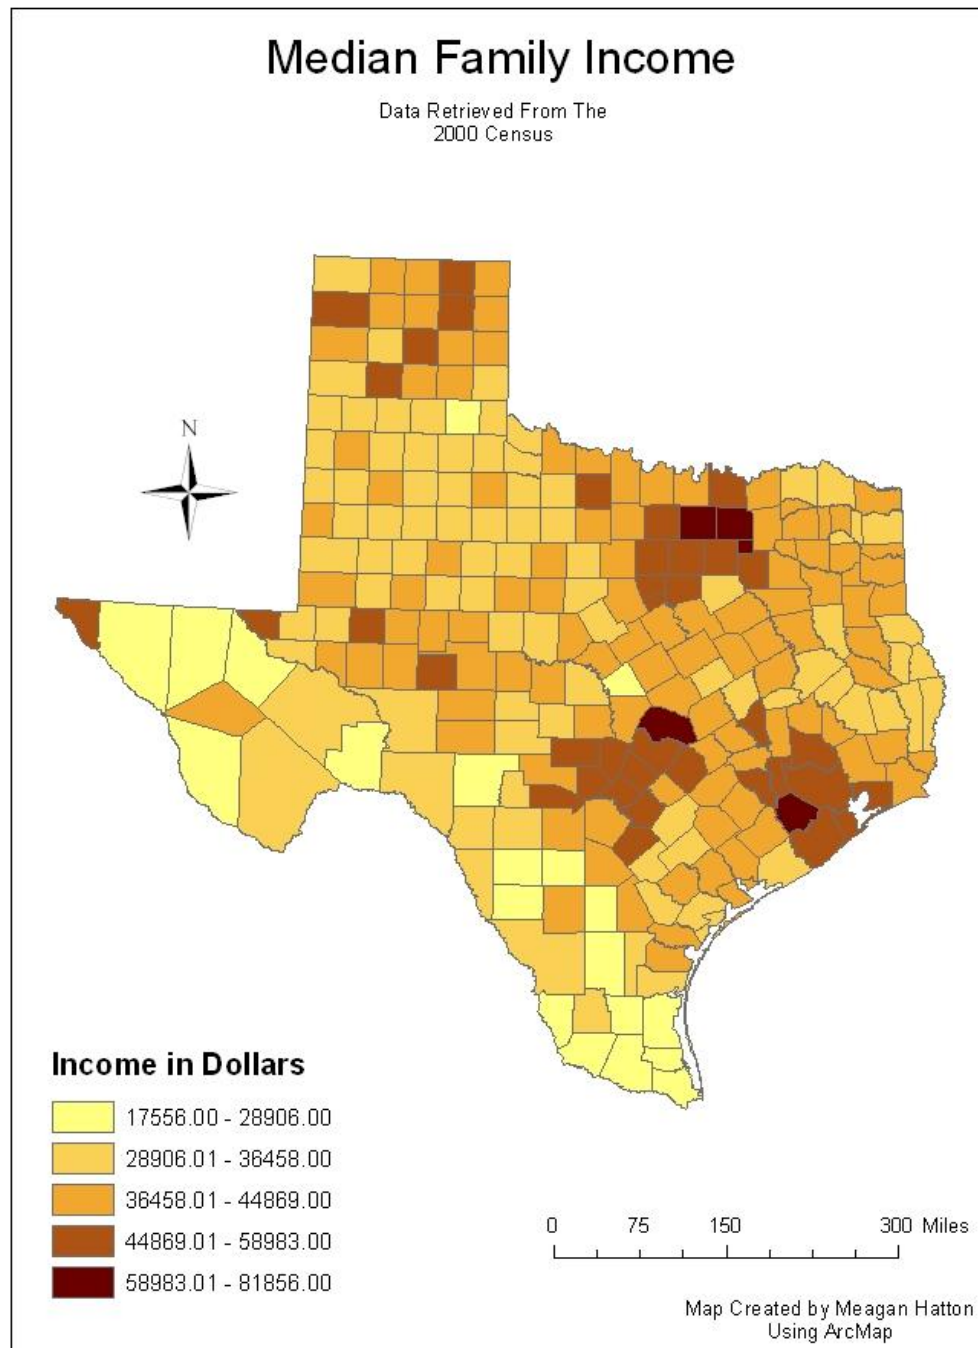 Median Family Income
Data Retrieved From The
2000 Census
N
Income in Dollars
17556.00 - 28906.00
28906.01 - 36458.00
36458.01 - 44869.00
44869.01 - 58983.00
58983.01 - 81856.00
0 75 150 300 Miles
Map Created by Meagan Hatton
Using ArcMap